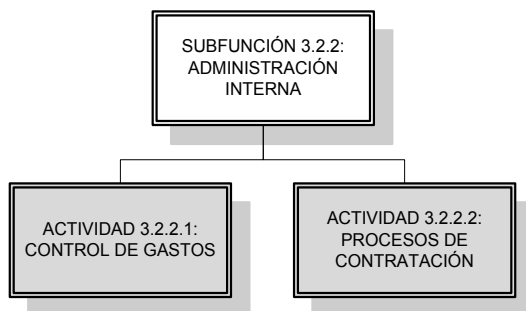 SUBFUNCIÓN 3.2.2:
ADMINISTRACIÓN
INTERNA
ACTIVIDAD 3.2.2.1:
CONTROL DE GASTOS
ACTIVIDAD 3.2.2.2:
PROCESOS DE
CONTRATACIÓN